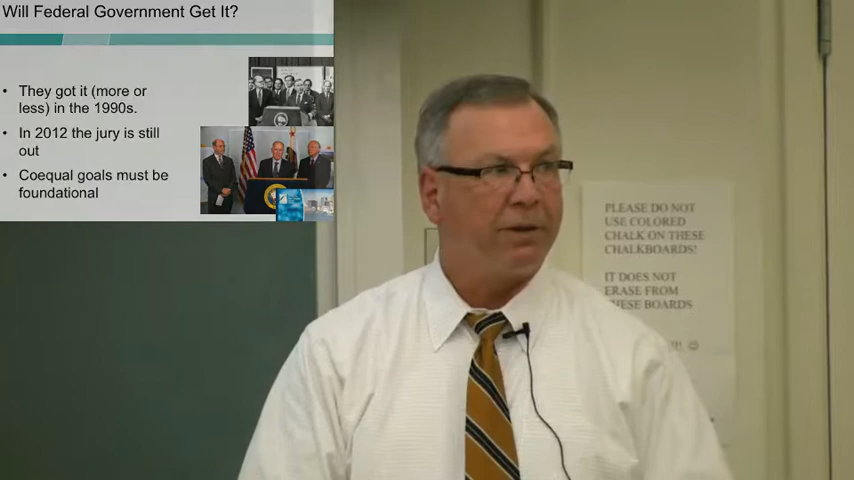 Will Federal Government Get It?
• They got it (more or
less) in the 1990s.
• In 2012 the jury is still
out
• Coequal goals must be
foundational
PLEASE DO NOT
USE COLORED
CHALK ON THESE
CHALKBOARDS!
IT DOES NOT
ERASE FROM
THESE BOARDS